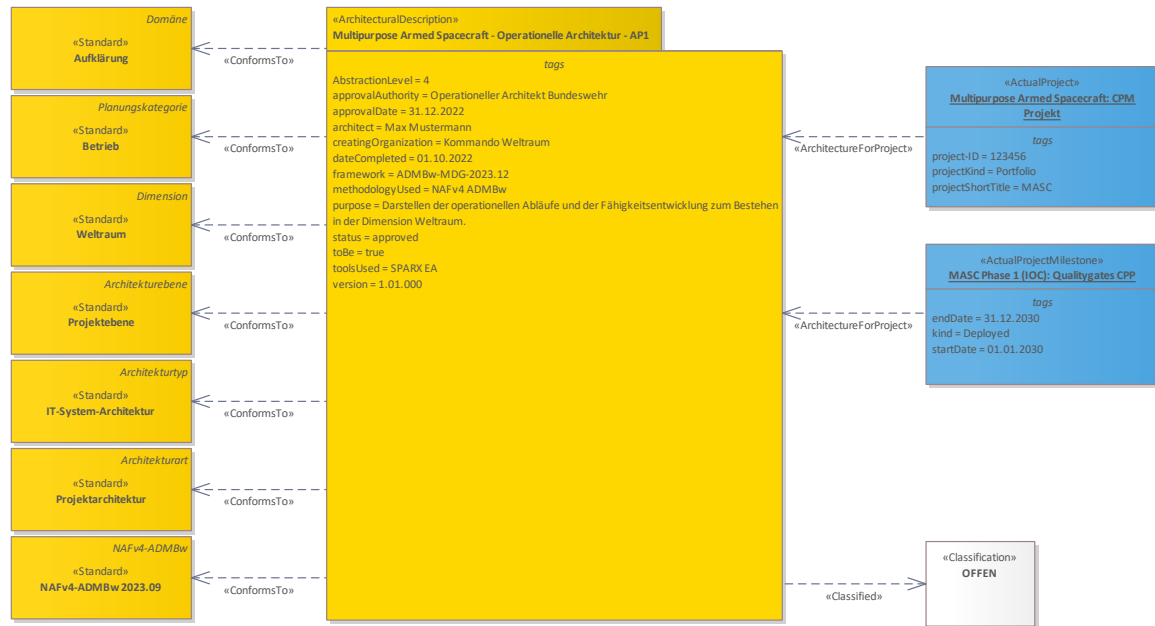 Domäne
«Standard»
Aufklärung
Planungskategorie
«Standard»
Betrieb
Dimension
«Standard»
Weltraum
Architekturebene
«Standard»
Projektebene
Architekturtyp
«Standard»
IT-System-Architektur
Architekturart
«Standard»
Projektarchitektur
NAFv4-ADMBw
«Standard»
NAFv4-ADMBw 2023.09
«ConformsTo»
«ConformsTo»
«ConformsTo»
«ConformsTo»
«ConformsTo»
«ConformsTo»
«ConformsTo»
«ArchitecturalDescription»
Multipurpose Armed Spacecraft - Operationelle Architektur - AP1
tags
AbstractionLevel = 4
approvalAuthority = Operationeller Architekt Bundeswehr
approvalDate = 31.12.2022
architect = Max Mustermann
creatingOrganization = Kommando Weltraum
dateCompleted = 01.10.2022
framework = ADMBw-MDG-2023.12
methodologyUsed = NAFv4 ADMBw
purpose = Darstellen der operationellen Abläufe und der Fähigkeitsentwicklung zum Bestehen
in der Dimension Weltraum.
status = approved
toBe = true
toolsUsed = SPARX EA
version = 1.01.000
«ArchitectureForProject»
«ArchitectureForProject»
«Classified»
«ActualProject»
Multipurpose Armed Spacecraft: CPM
Projekt
tags
project-ID = 123456
projectKind = Portfolio
projectShortTitle = MASC
«ActualProjectMilestone»
MASC Phase 1 (IOC): Qualitygates CPP
tags
endDate = 31.12.2030
kind = Deployed
startDate = 01.01.2030
«Classification»
OFFEN